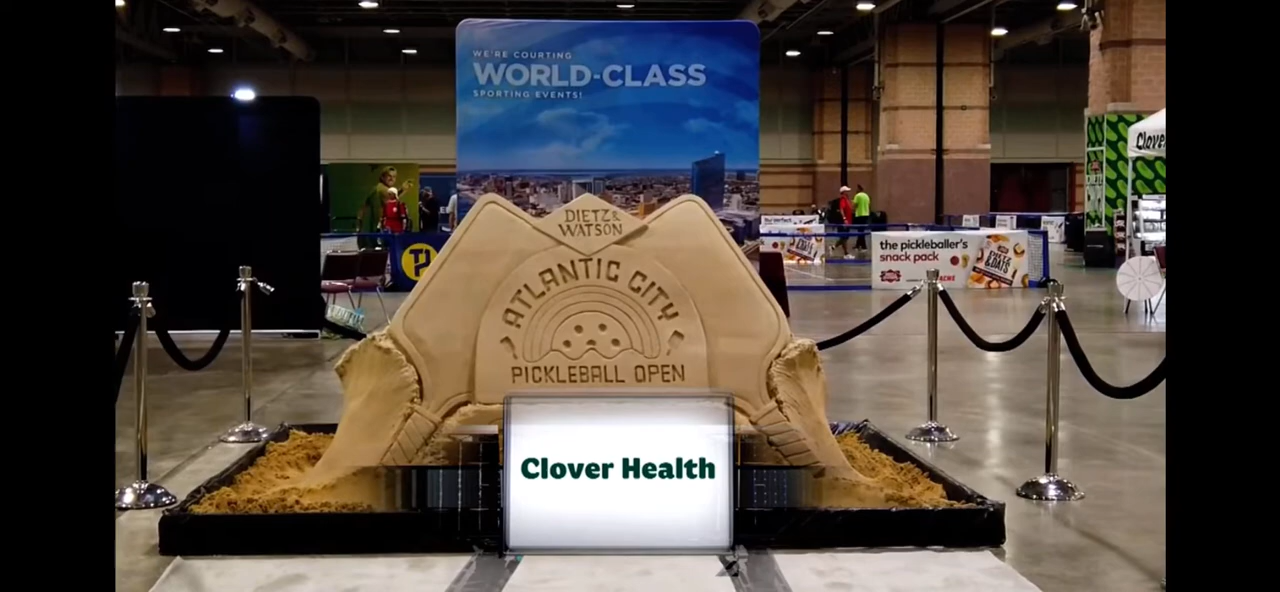 WE'RE COURTING
WORLD-CLASS
SPORTING EVENTS!
DIETZ &
WATSON
ATLANTIC CITY
PICKLEBALL OPEN
Clover Health
the pickleballer's
snack pack
Clove